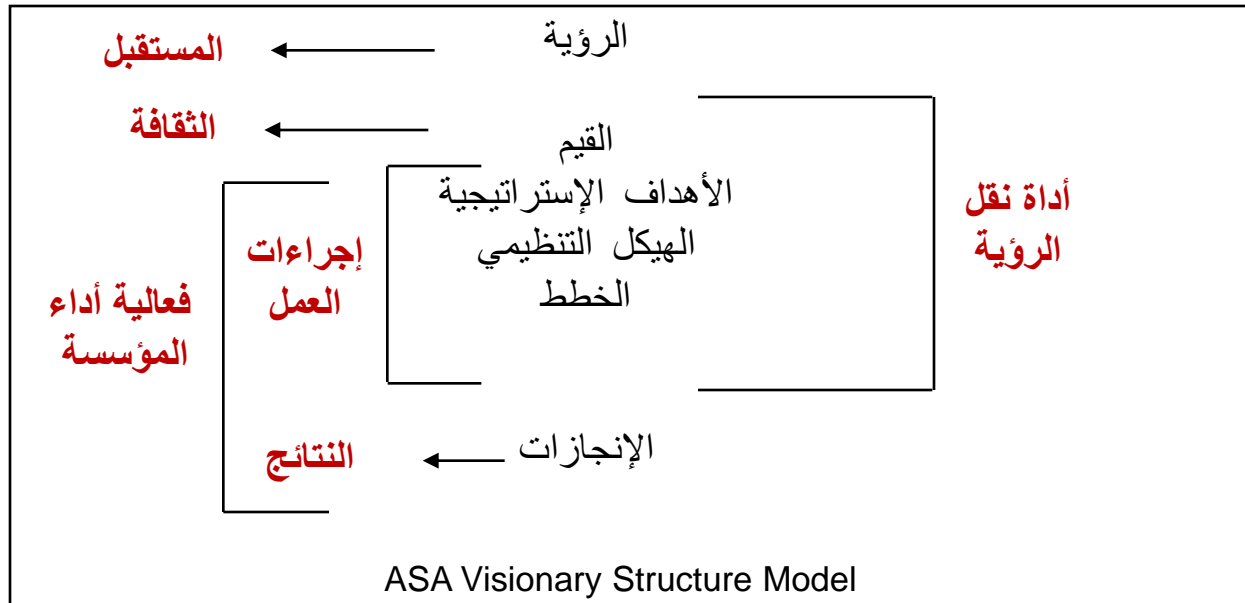 الرؤية
المستقبل
القيم
الثقافة
الأهداف الإستراتيجية
الهيكل التنظيمي
الخطط
أداة نقل
الرؤية
إجراءات
العمل
فعالية أداء
المؤسسة
الإنجازات
النتائج
ASA Visionary Structure Model